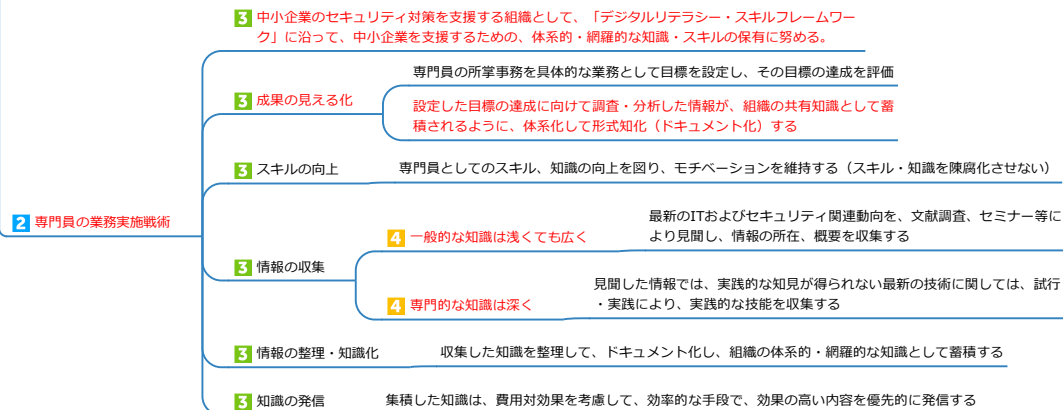 3 中小企業のセキュリティ対策を支援する組織として、「デジタルリテラシー・スキルフレームワー
ク」に沿って、中小企業を支援するための、体系的・網羅的な知識・スキルの保有に努める。
専門員の所掌事務を具体的な業務として目標を設定し、その目標の達成を評価
3 成果の見える化
設定した目標の達成に向けて調査・分析した情報が、組織の共有知識として蓄
積されるように、体系化して形式知化（ドキュメント化）する
3 スキルの向上
専門員としてのスキル、知識の向上を図り、モチベーションを維持する（スキル・知識を陳腐化させない）
2 専門員の業務実施戦術
4 一般的な知識は浅くても広く
最新のITおよびセキュリティ関連動向を、文献調査、セミナー等に
より見聞し、情報の所在、概要を収集する
3 情報の収集
4 専門的な知識は深く
見聞した情報では、実践的な知見が得られない最新の技術に関しては、試行
・実践により、実践的な技能を収集する
3 情報の整理・知識化
収集した知識を整理して、ドキュメント化し、組織の体系的・網羅的な知識として蓄積する
3 知識の発信
集積した知識は、費用対効果を考慮して、効率的な手段で、効果の高い内容を優先的に発信する